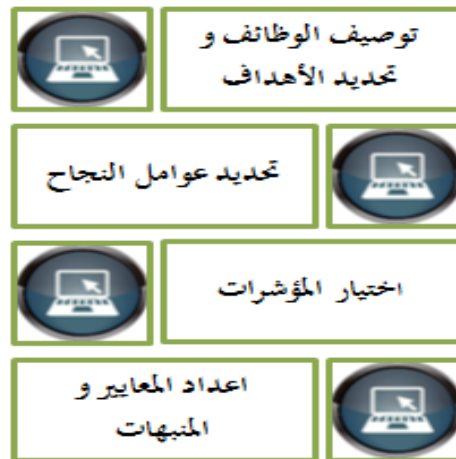 توصيف الوظائف و
تحديد الأهداف
تحديد عوامل النجاح
اختيار المؤشرات
اعداد المعايير و
المنبهات